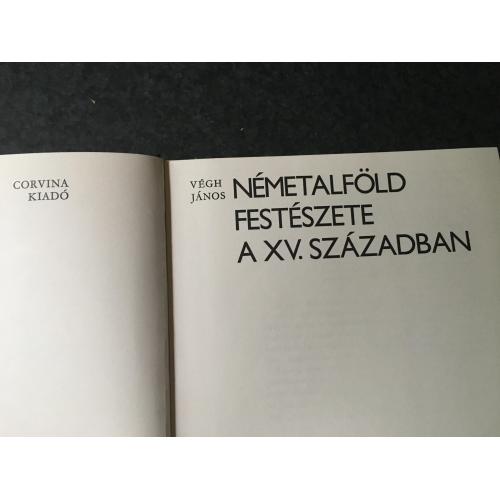 CORVINA
KIADÓ
VÉGH
JÁNOS
NÉMETALFÖLD
FESTÉSZETE
A XV. SZÁZADBAN